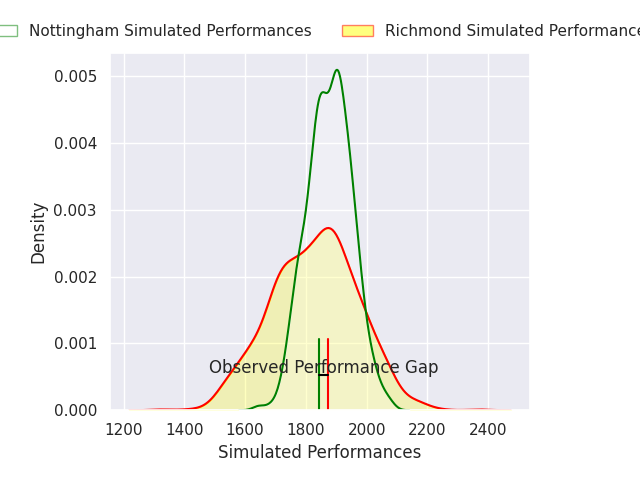 Nottingham Simulated Performances Richmond Simulated Performance
0.005
0.004
0.003
0.002
0.001
0.000
Density
Observed Performance Gap
1200 1400 1600 1800 2000 2200 2400
Simulated Performances